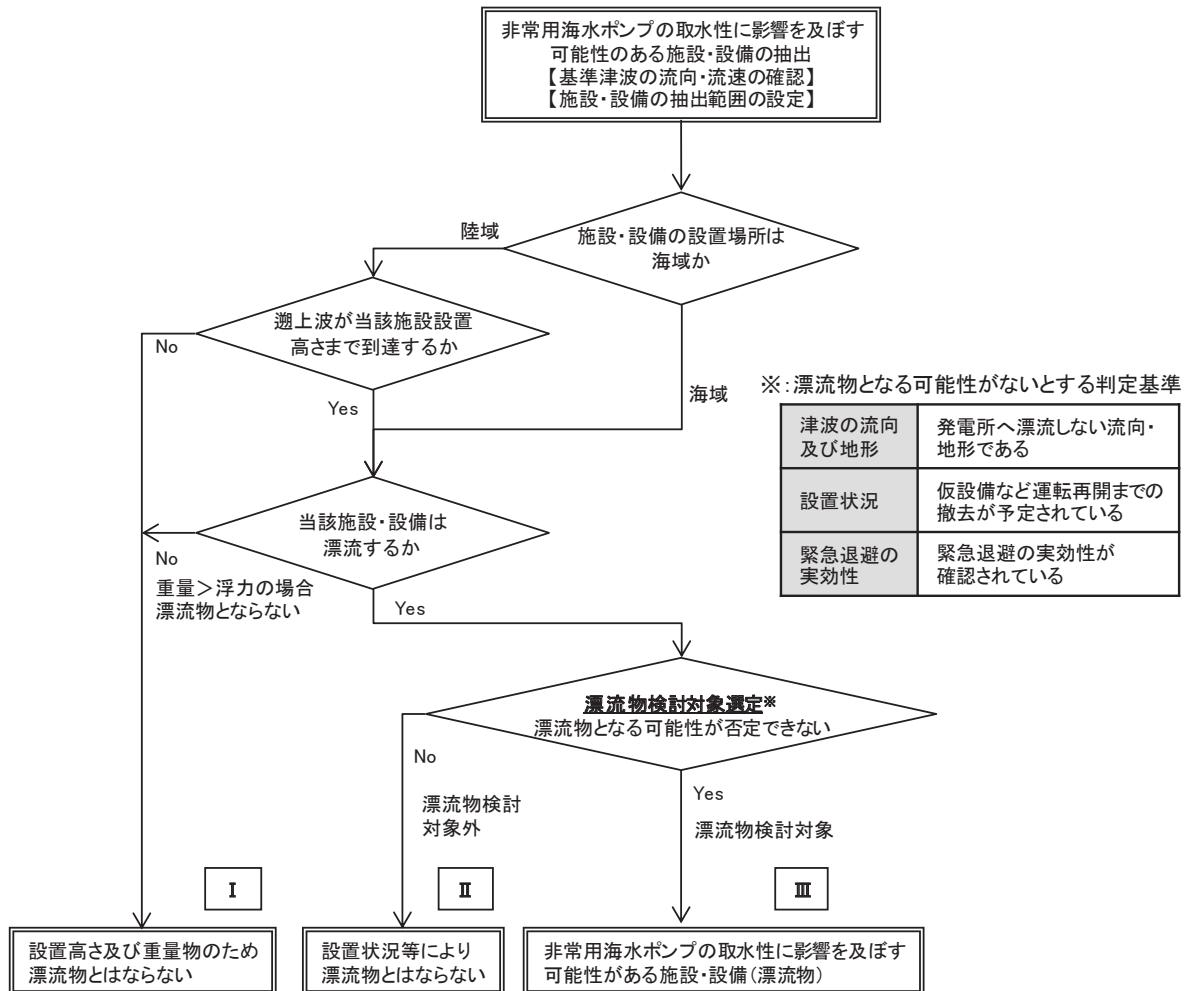 非常用海水ポンプの取水性に影響を及ぼす
可能性のある施設・設備の抽出
【基準津波の流向・流速の確認】
【施設・設備の抽出範囲の設定】
陸域
施設・設備の設置場所は
海域か
遡上波が当該施設設置
高さまで到達するか
No
Yes
海域
※：漂流物となる可能性がないとする判定基準
津波の流向
及び地形
発電所へ漂流しない流向・
地形である
設置状況
仮設備など運転再開までの
撤去が予定されている
緊急退避の
実効性
緊急退避の実効性が
確認されている
当該施設・設備は
漂流するか
No
重量＞浮力の場合
漂流物とならない
Yes
漂流物検討対象選定※
漂流物となる可能性が否定できない
No
漂流物検討
対象外
Yes
漂流物検討対象
Ⅰ
Ⅱ
Ⅲ
設置高さ及び重量物のため
漂流物とはならない
設置状況等により
漂流物とはならない
非常用海水ポンプの取水性に影響を及ぼす
可能性がある施設・設備（漂流物）